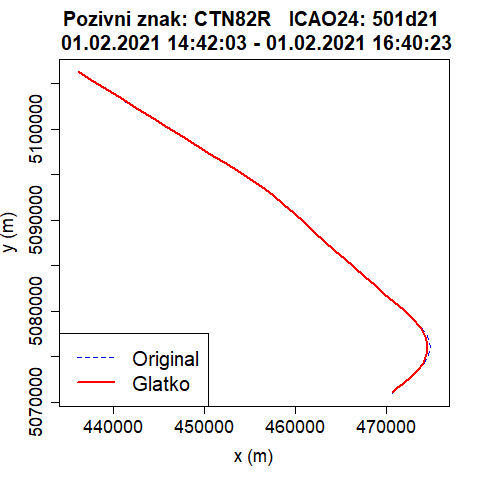 Pozivni znak: CTN82R   ICAO24: 501d21
01.02.2021 14:42:03 - 01.02.2021 16:40:23
y (m)
5100000
5090000
5080000
5070000
Original
Glatko
440000 450000 460000 470000
x (m)